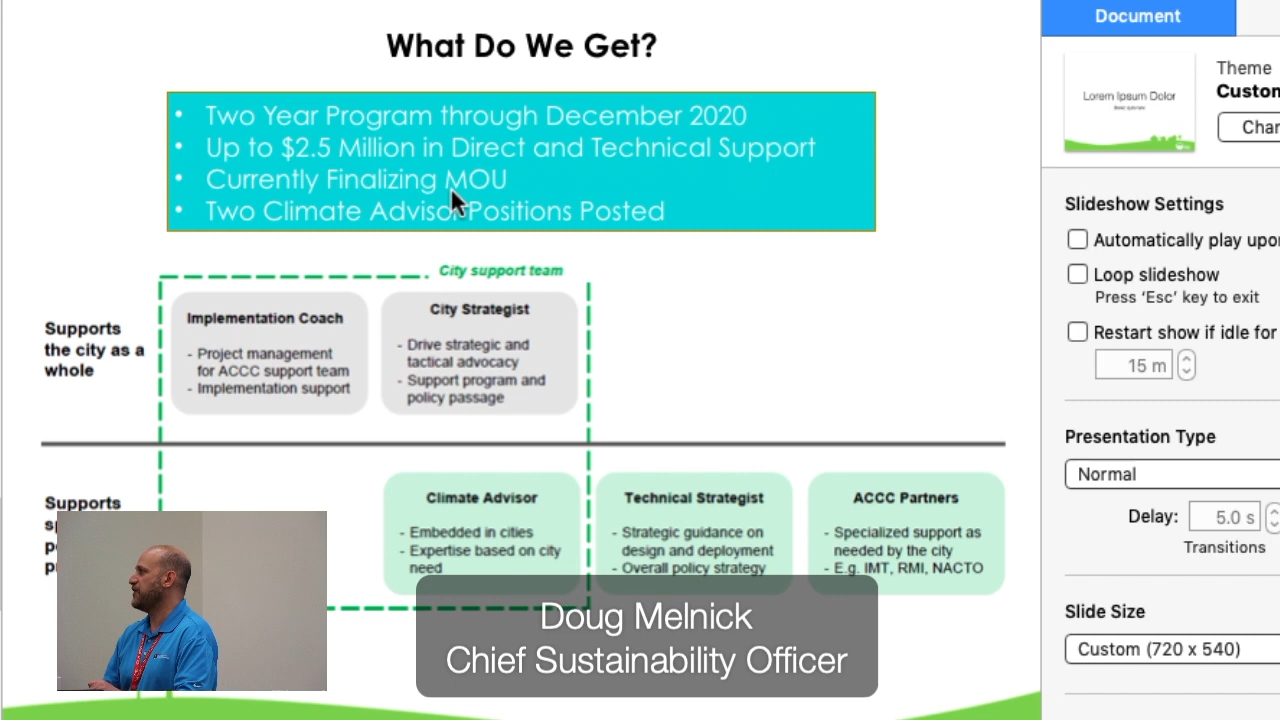 What Do We Get?
• Two Year Program through December 2020
• Up to $2.5 Million in Direct and Technical Support
• Currently Finalizing MOU
• Two Climate Advisor Positions Posted
City support team
Supports
the city as a
whole
Implementation Coach
- Project management
for ACCC support team
- Implementation support
City Strategist
- Drive strategic and
tactical advocacy
- Support program and
policy passage
Supports
Climate Advisor
- Embedded in cities
- Expertise based on city
need
Technical Strategist
- Strategic guidance on
design and deployment
- Overall policy strategy
ACCC Partners
- Specialized support as
needed by the city
- E.g. IMT, RMI, NACTO
Doug Melnick
Chief Sustainability Officer
Document
Lorem Ipsum Dolor
Theme
Slideshow Settings
Automatically play
Loop slideshow
Press ‘Esc’ key to exit
Restart show if idle for
15 m
Presentation Type
Normal
Delay: 5.0 s
Transitions
Slide Size
Custom (720 x 540)